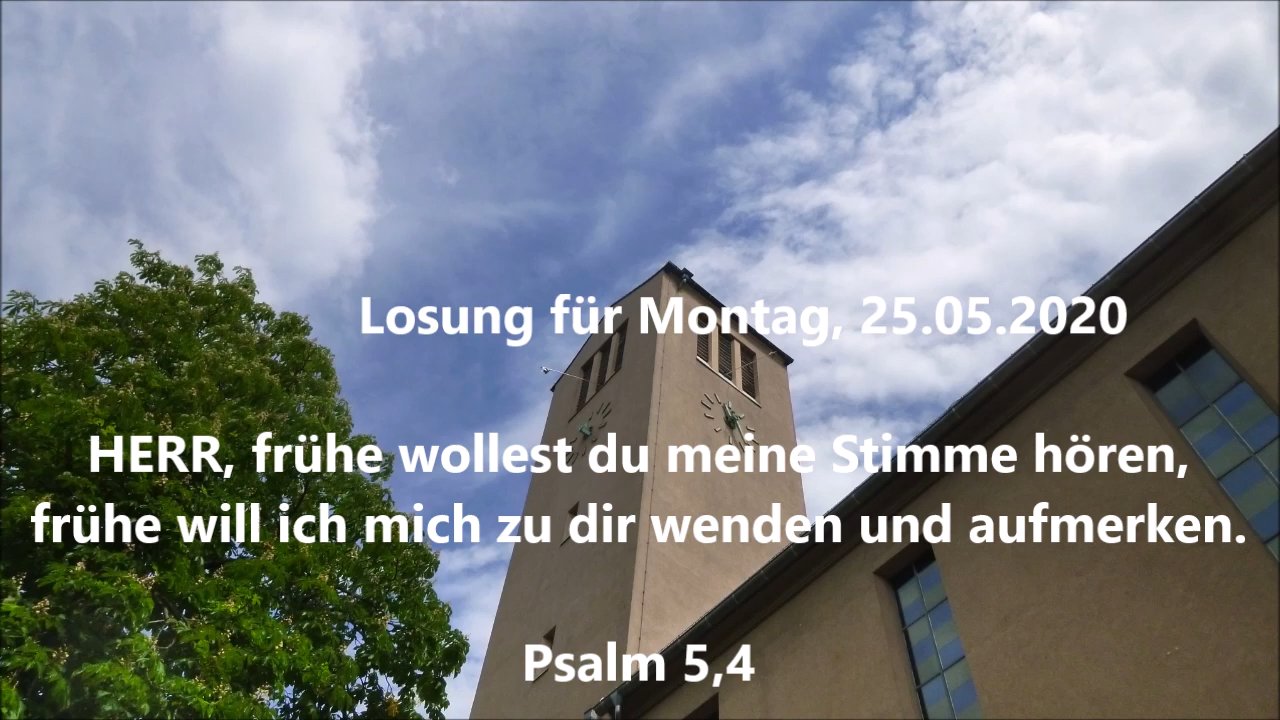 Losung für Montag, 25.05.2020
HERR, frühe wollest du meine Stimme hören,
frühe will ich mich zu dir wenden und aufmerken.
Psalm 5,4